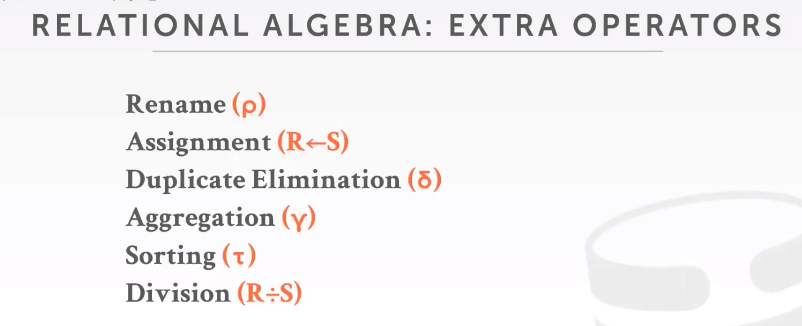 RELATIONAL ALGEBRA: EXTRA OPERATORS
Rename (ρ)
Assignment (R←S)
Duplicate Elimination (δ)
Aggregation (γ)
Sorting (τ)
Division (R÷S)